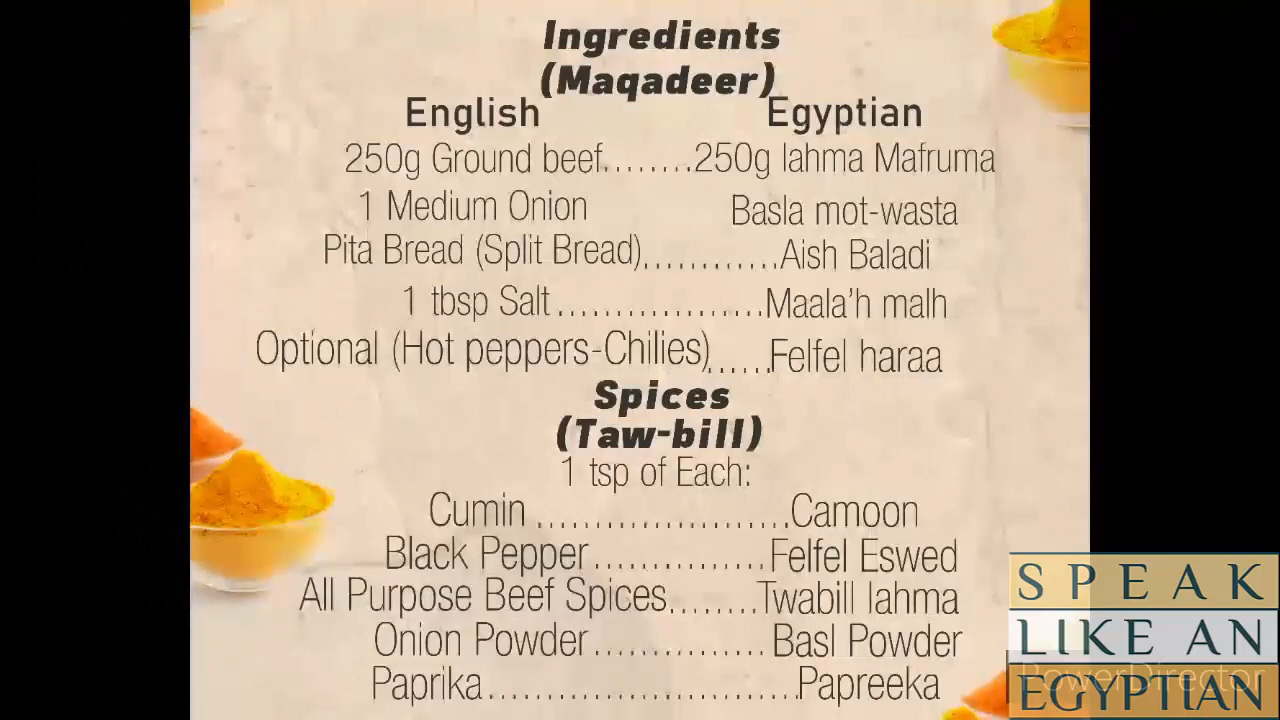 Ingredients
(Maqadeer)
English Egyptian
250g Ground beef........250g lahma Mafruma
1 Medium Onion Basla mot-wasta
Pita Bread (Split Bread)............Aish Baladi
1 tbsp Salt ..................Maala'h malh
Optional (Hot peppers-Chilies)......Felfel haraa
Spices
(Taw-bill)
1 tsp of Each:
Cumin ......................Camoon
Black Pepper...............Felfel Eswed
All Purpose Beef Spices........Twabill lahma
Onion Powder...............Basl Powder
Paprika...........................Papreeka
SPEAK
LIKE AN
PowerDirector
EGYPTIAN